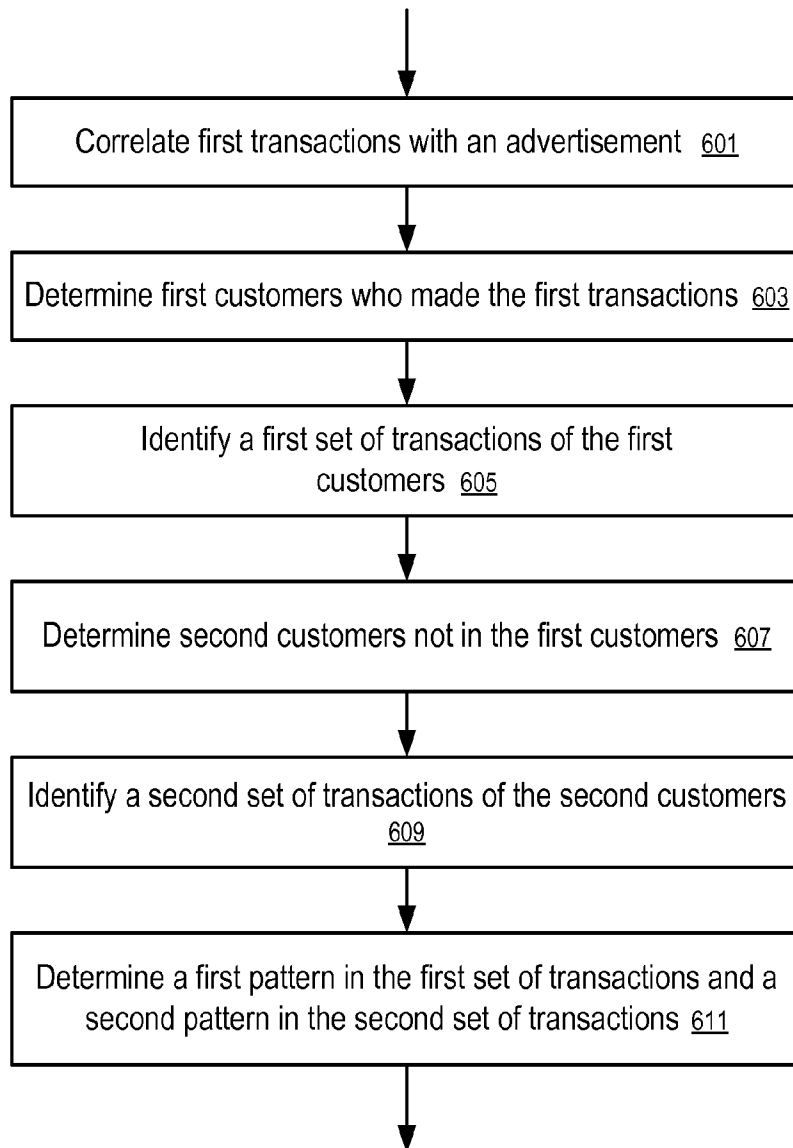 Correlate first transactions with an advertisement 601
Determine first customers who made the first transactions 603
Identify a first set of transactions of the first
customers 605
Determine second customers not in the first customers 607
Identify a second set of transactions of the second customers
609
Determine a first pattern in the first set of transactions and a
second pattern in the second set of transactions 611